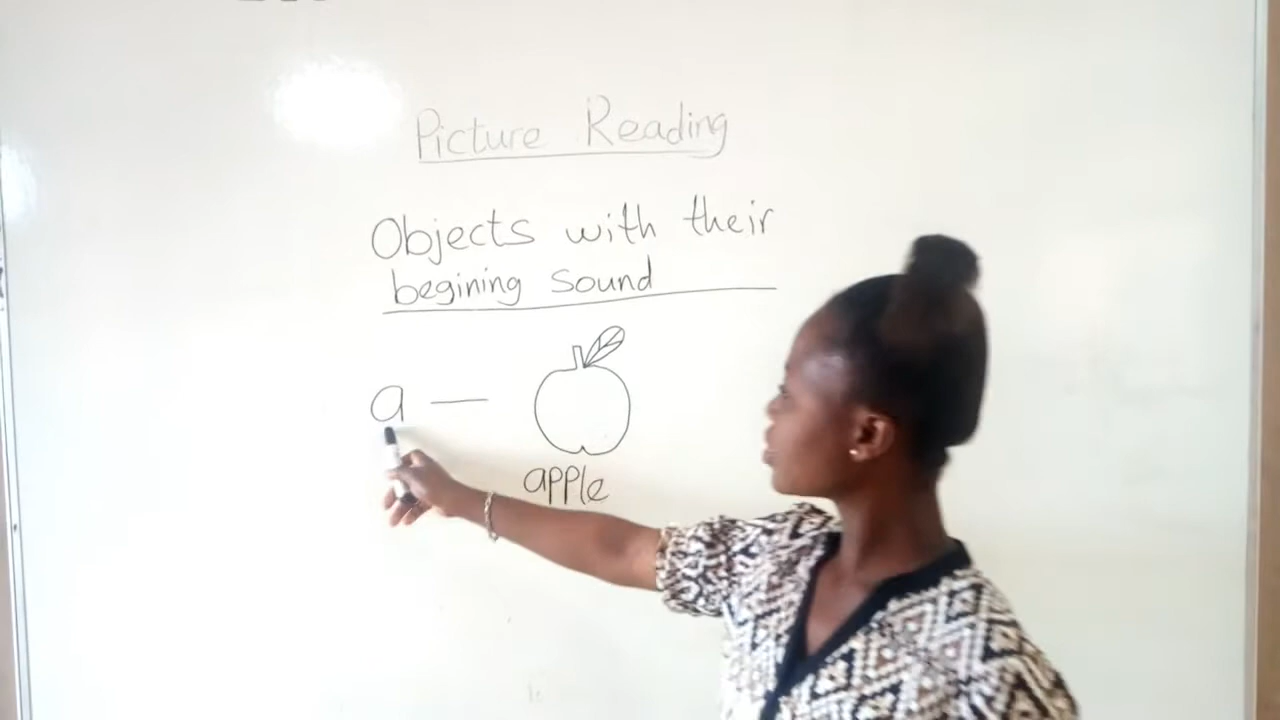 Picture Reading
Objects with their
begining sound
a —
apple